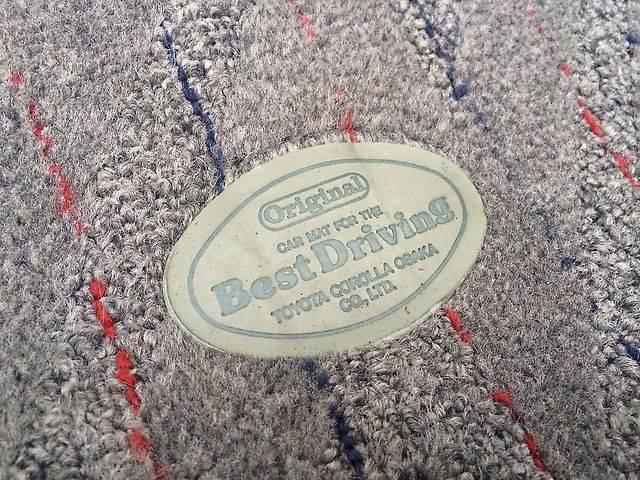 Original
CAR MAT FOR THE
Best Driving
TOYOTA COROLLA OSAKA
CO., LTD.